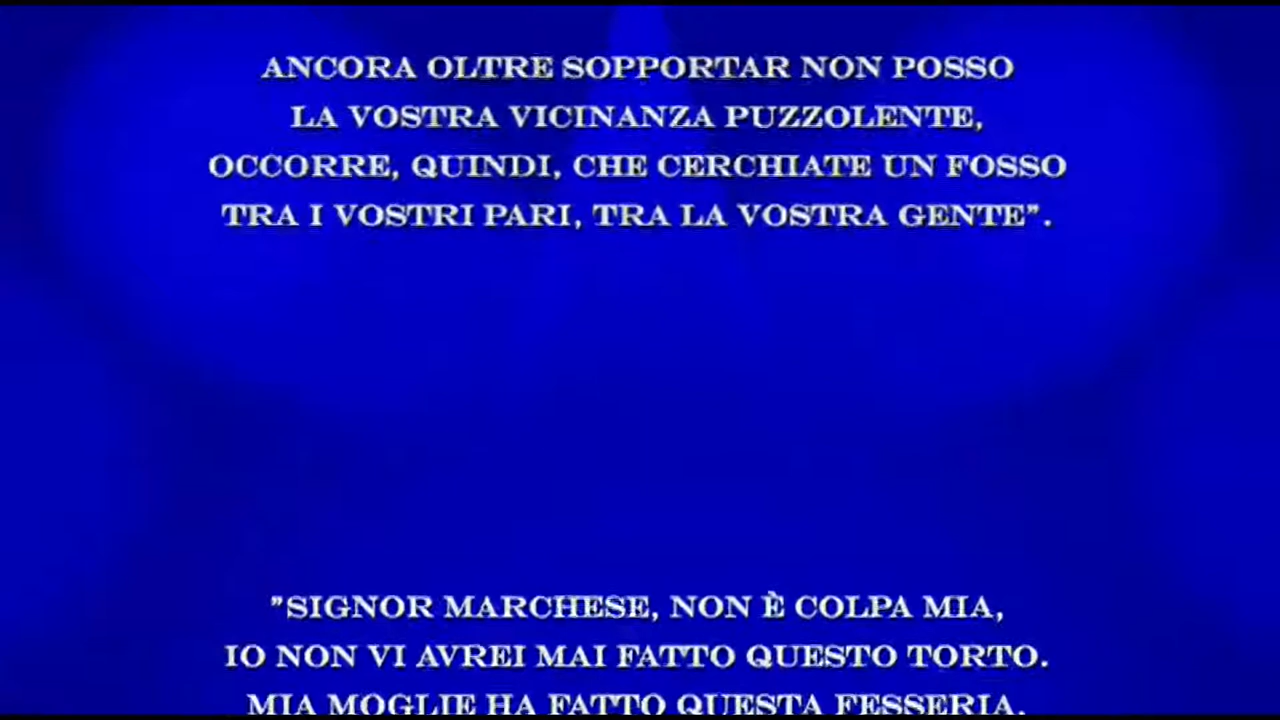 ANCORA OLTRE SOPPORTAR NON POSSO
LA VOSTRA VICINANZA PUZZOLENTE,
OCCORRE, QUINDI, CHE CERCHIATE UN FOSSO
TRA I VOSTRI PARI, TRA LA VOSTRA GENTE”.
”SIGNOR MARCHESE, NON È COLPA MIA,
IO NON VI AVREI MAI FATTO QUESTO TORTO.
MIA MOGLIE HA FATTO QUESTA FESSERIA,